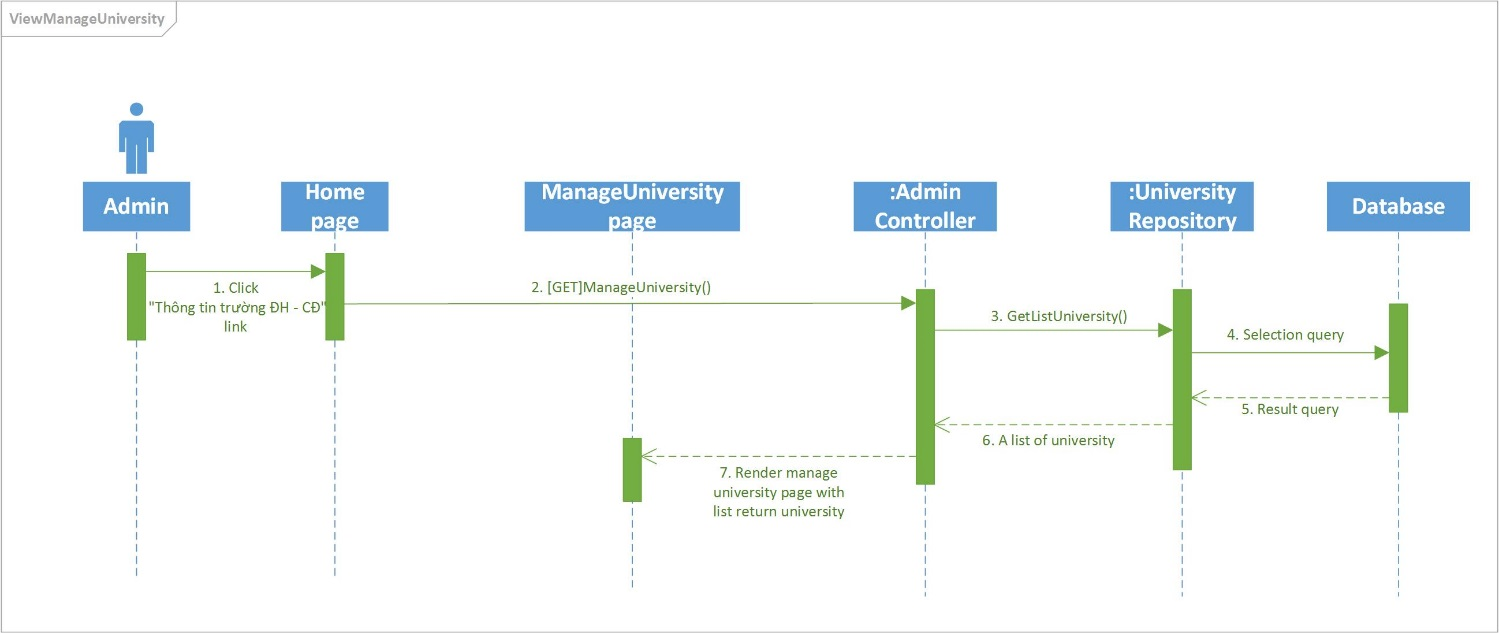 ViewManageUniversity
Admin
Home
page
ManageUniversity
page
:Admin
Controller
:University
Repository
Database
1. Click
"Thông tin trường ĐH - CĐ"
link
2. [GET]ManageUniversity()
3. GetListUniversity()
4. Selection query
5. Result query
6. A list of university
7. Render manage
university page with
list return university